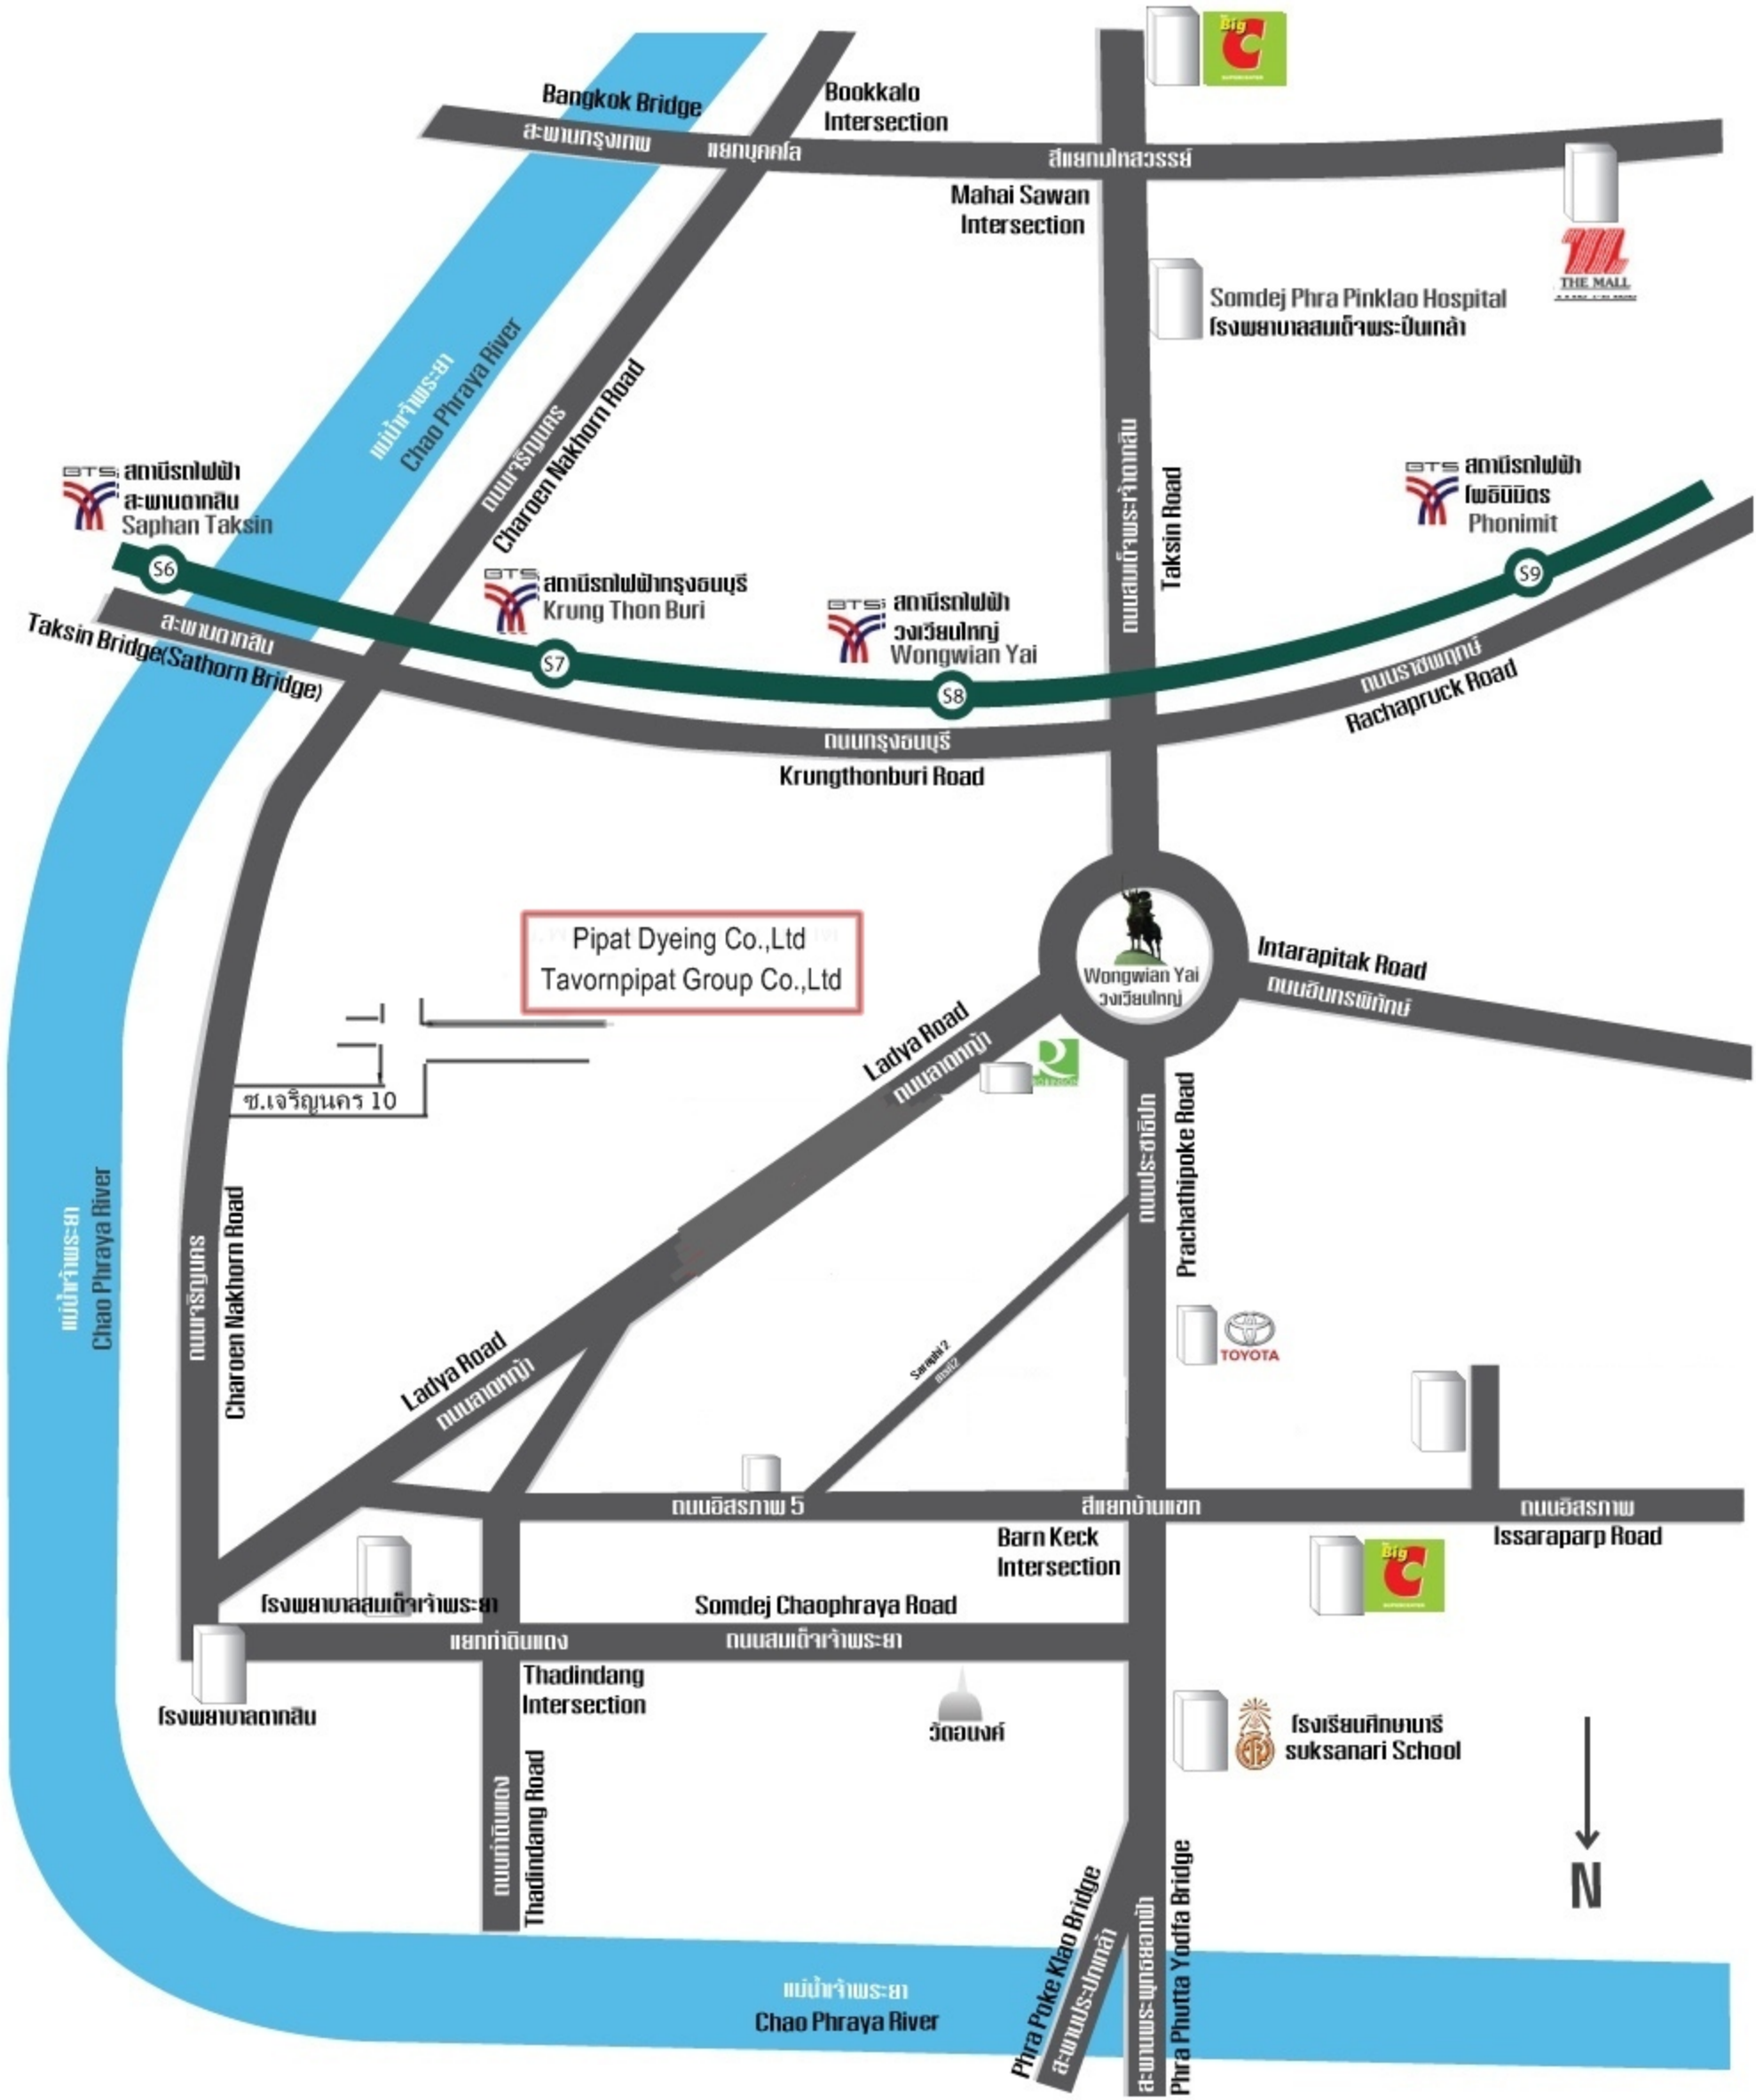 Big
C
SUPERCENTER
Bangkok Bridge
สะพานกรุงเทพ
แยกบุคคโล
Bookkalo
Intersection
สี่แยกมไหสวรรย์
Mahai Sawan
Intersection
THE MALL
Somdej Phra Pinklao Hospital
โรงพยาบาลสมเด็จพระปิ่นเกล้า
แม่น้ำเจ้าพระยา
Chao Phraya River
ถนนเจริญนคร
Charoen Nakhorn Road
ถนนสมเด็จพระเจ้าตากสิน
Taksin Road
BTS
สถานีรถไฟฟ้า
สะพานตากสิน
Saphan Taksin
S6
BTS
สถานีรถไฟฟ้ากรุงธนบุรี
Krung Thon Buri
S7
BTS
สถานีรถไฟฟ้า
วงเวียนใหญ่
Wongwian Yai
S8
BTS
สถานีรถไฟฟ้า
โพธินิมิตร
Phonimit
S9
สะพานตากสิน
Taksin Bridge(Sathorn Bridge)
ถนนกรุงธนบุรี
Krungthonburi Road
ถนนราชพฤกษ์
Rachapruck Road
Pipat Dyeing Co.,Ltd
Tavornpipat Group Co.,Ltd
Wongwian Yai
วงเวียนใหญ่
Intarapitak Road
ถนนอินทรพิทักษ์
Ladya Road
ถนนลาดหญ้า
R
ROBINSON
ซ.เจริญนคร 10
ถนนประชาธิปก
Prachathipoke Road
แม่น้ำเจ้าพระยา
Chao Phraya River
ถนนเจริญนคร
Charoen Nakhorn Road
Ladya Road
ถนนลาดหญ้า
Saraphi 2
สารภี2
TOYOTA
ถนนอิสรภาพ 5
สี่แยกบ้านแขก
Barn Keck
Intersection
ถนนอิสรภาพ
Issaraparp Road
Big
C
SUPERCENTER
โรงพยาบาลสมเด็จเจ้าพระยา
Somdej Chaophraya Road
แยกท่าดินแดง
ถนนสมเด็จเจ้าพระยา
Thadindang
Intersection
โรงพยาบาลตากสิน
วัดอนงค์
โรงเรียนศึกษานารี
suksanari School
ถนนท่าดินแดง
Thadindang Road
N
แม่น้ำเจ้าพระยา
Chao Phraya River
Phra Poke Klao Bridge
สะพานพระปกเกล้า
สะพานพระพุทธยอดฟ้า
Phra Phutta Yodfa Bridge